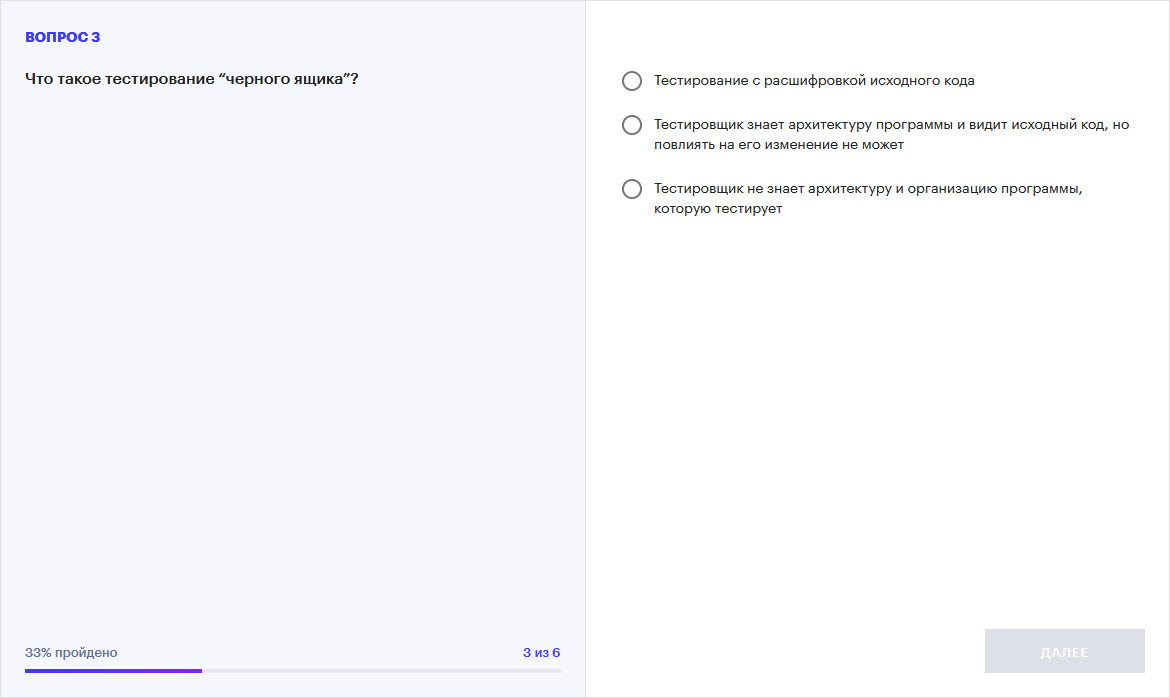 ВОПРОС 3
Что такое тестирование “черного ящика”?
Тестирование с расшифровкой исходного кода
Тестировщик знает архитектуру программы и видит исходный код, но
повлиять на его изменение не может
Тестировщик не знает архитектуру и организацию программы,
которую тестирует
33% пройдено
3 из 6
ДАЛЕЕ